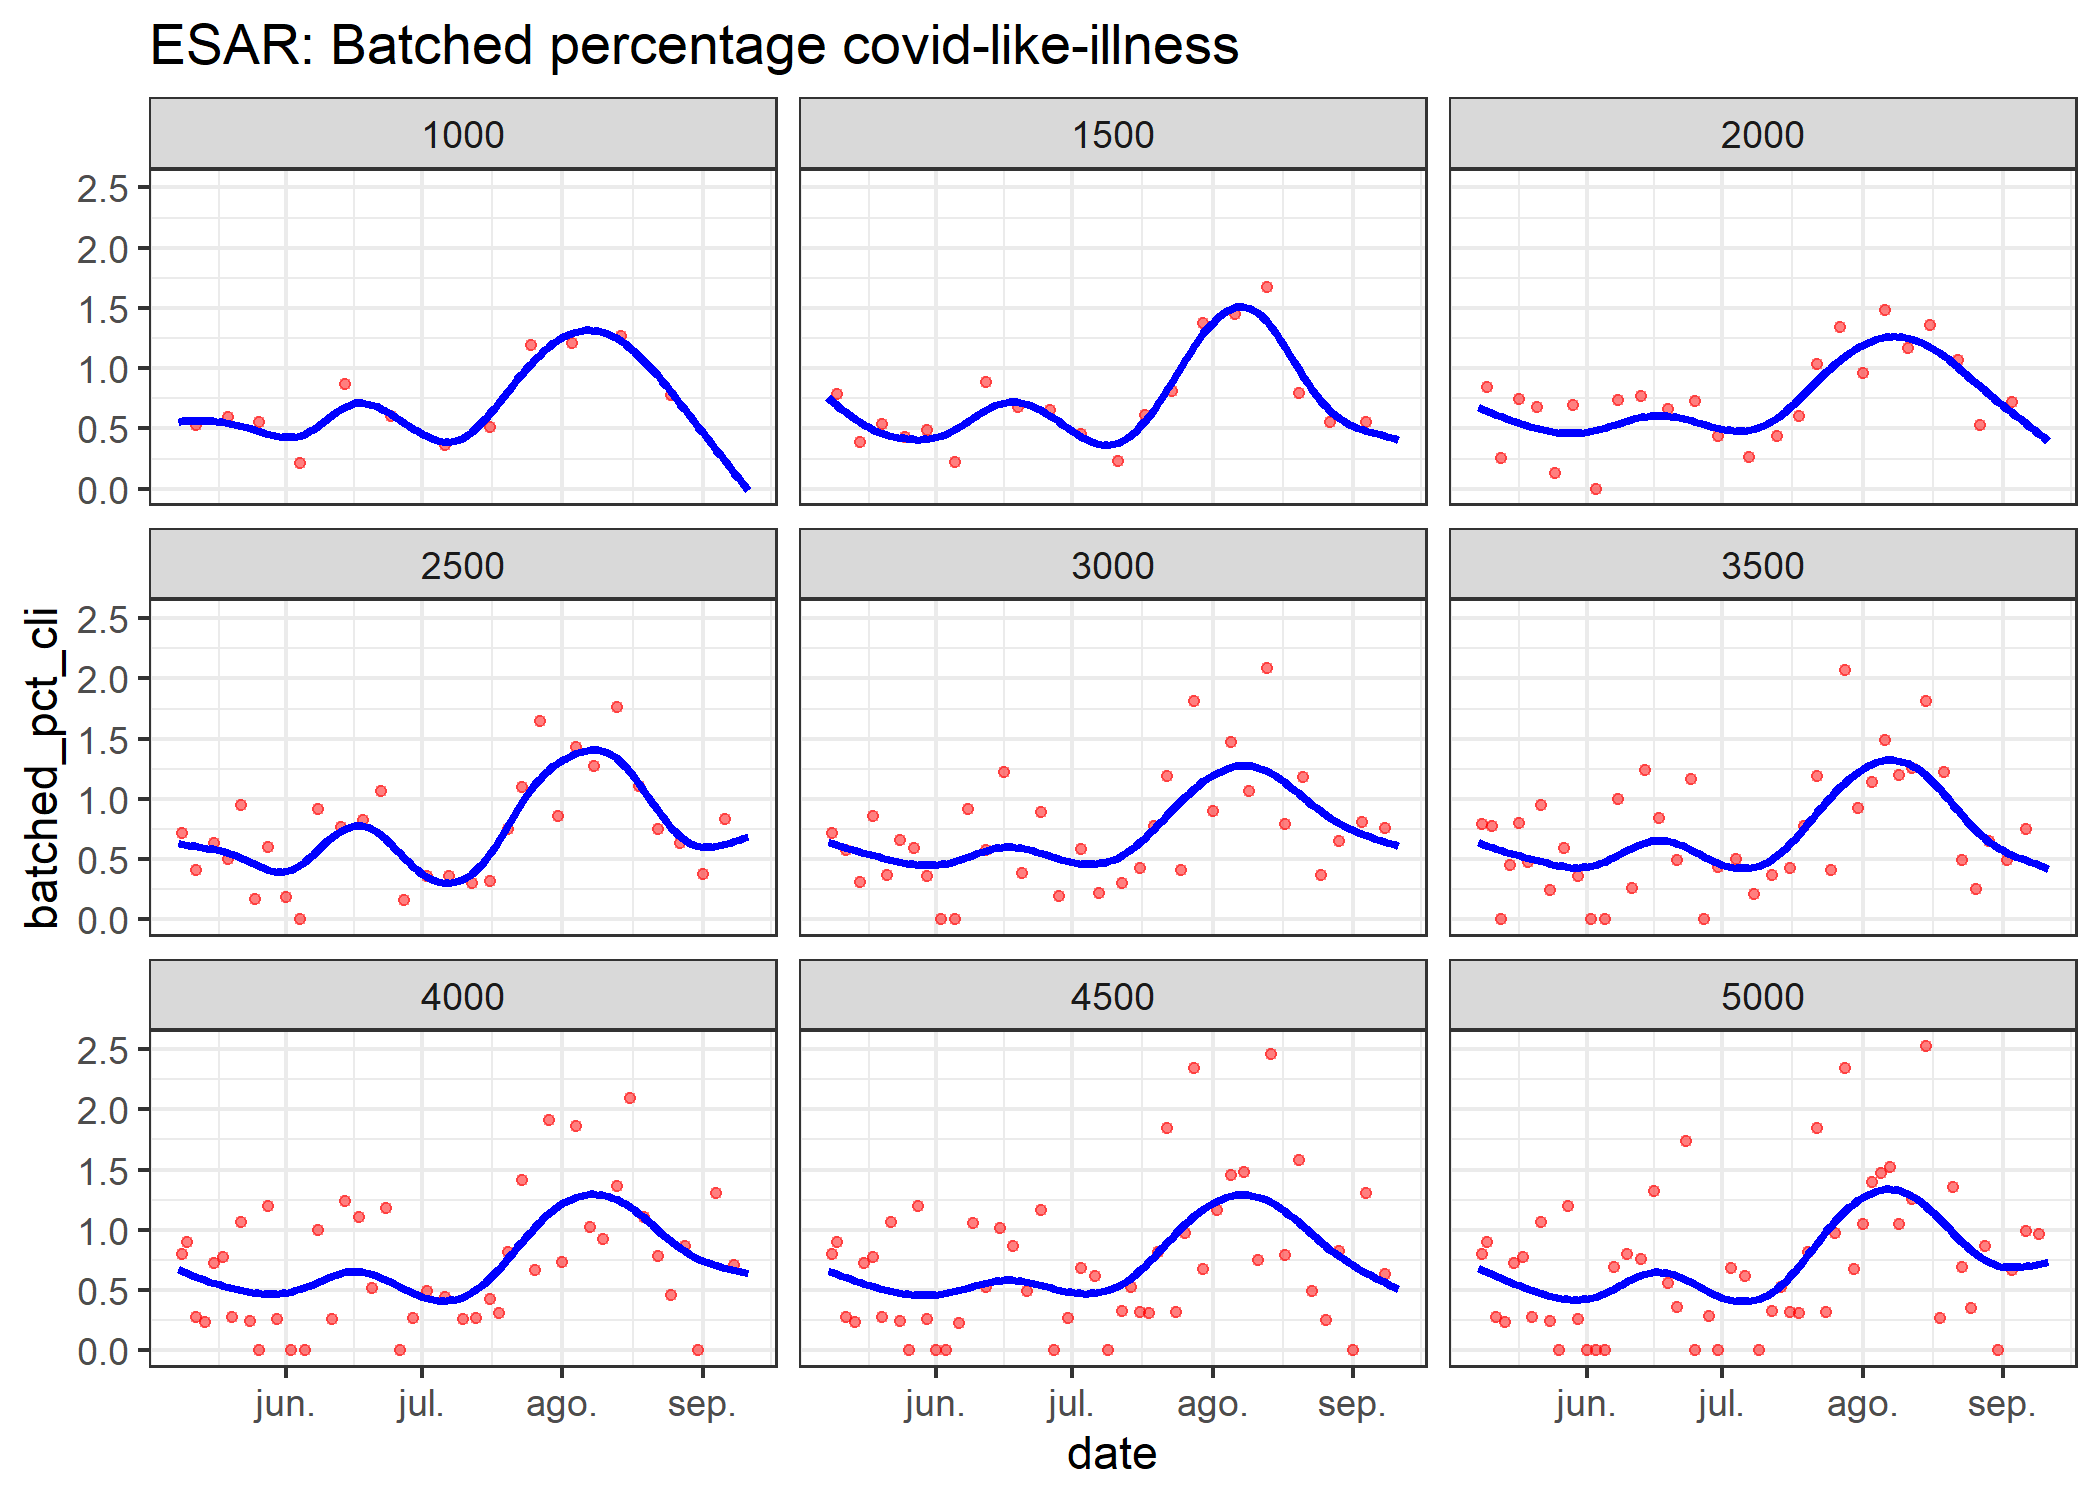 ESAR: Batched percentage covid-like-illness
1000 1500 2000
2.5
2.0
1.5
1.0
0.5
0.0
2500 3000 3500
2.5
2.0
1.5
1.0
0.5
0.0
batched_pct_cli
4000 4500 5000
2.5
2.0
1.5
1.0
0.5
0.0
jun. jul. ago. sep. jun. jul. ago. sep. jun. jul. ago. sep.
date